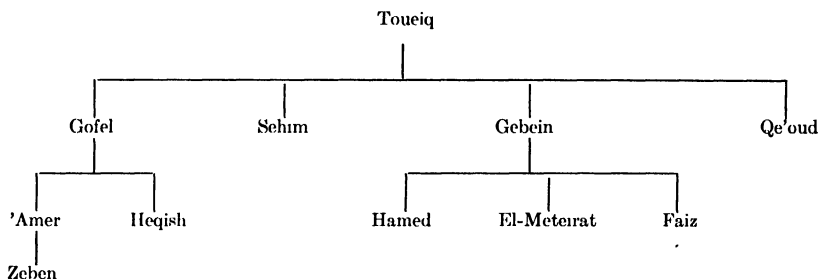 Toueiq
Gofel Sehim Gebein Qe'oud
'Amer Heqish Hamed El-Meteirat Faiz
Zeben